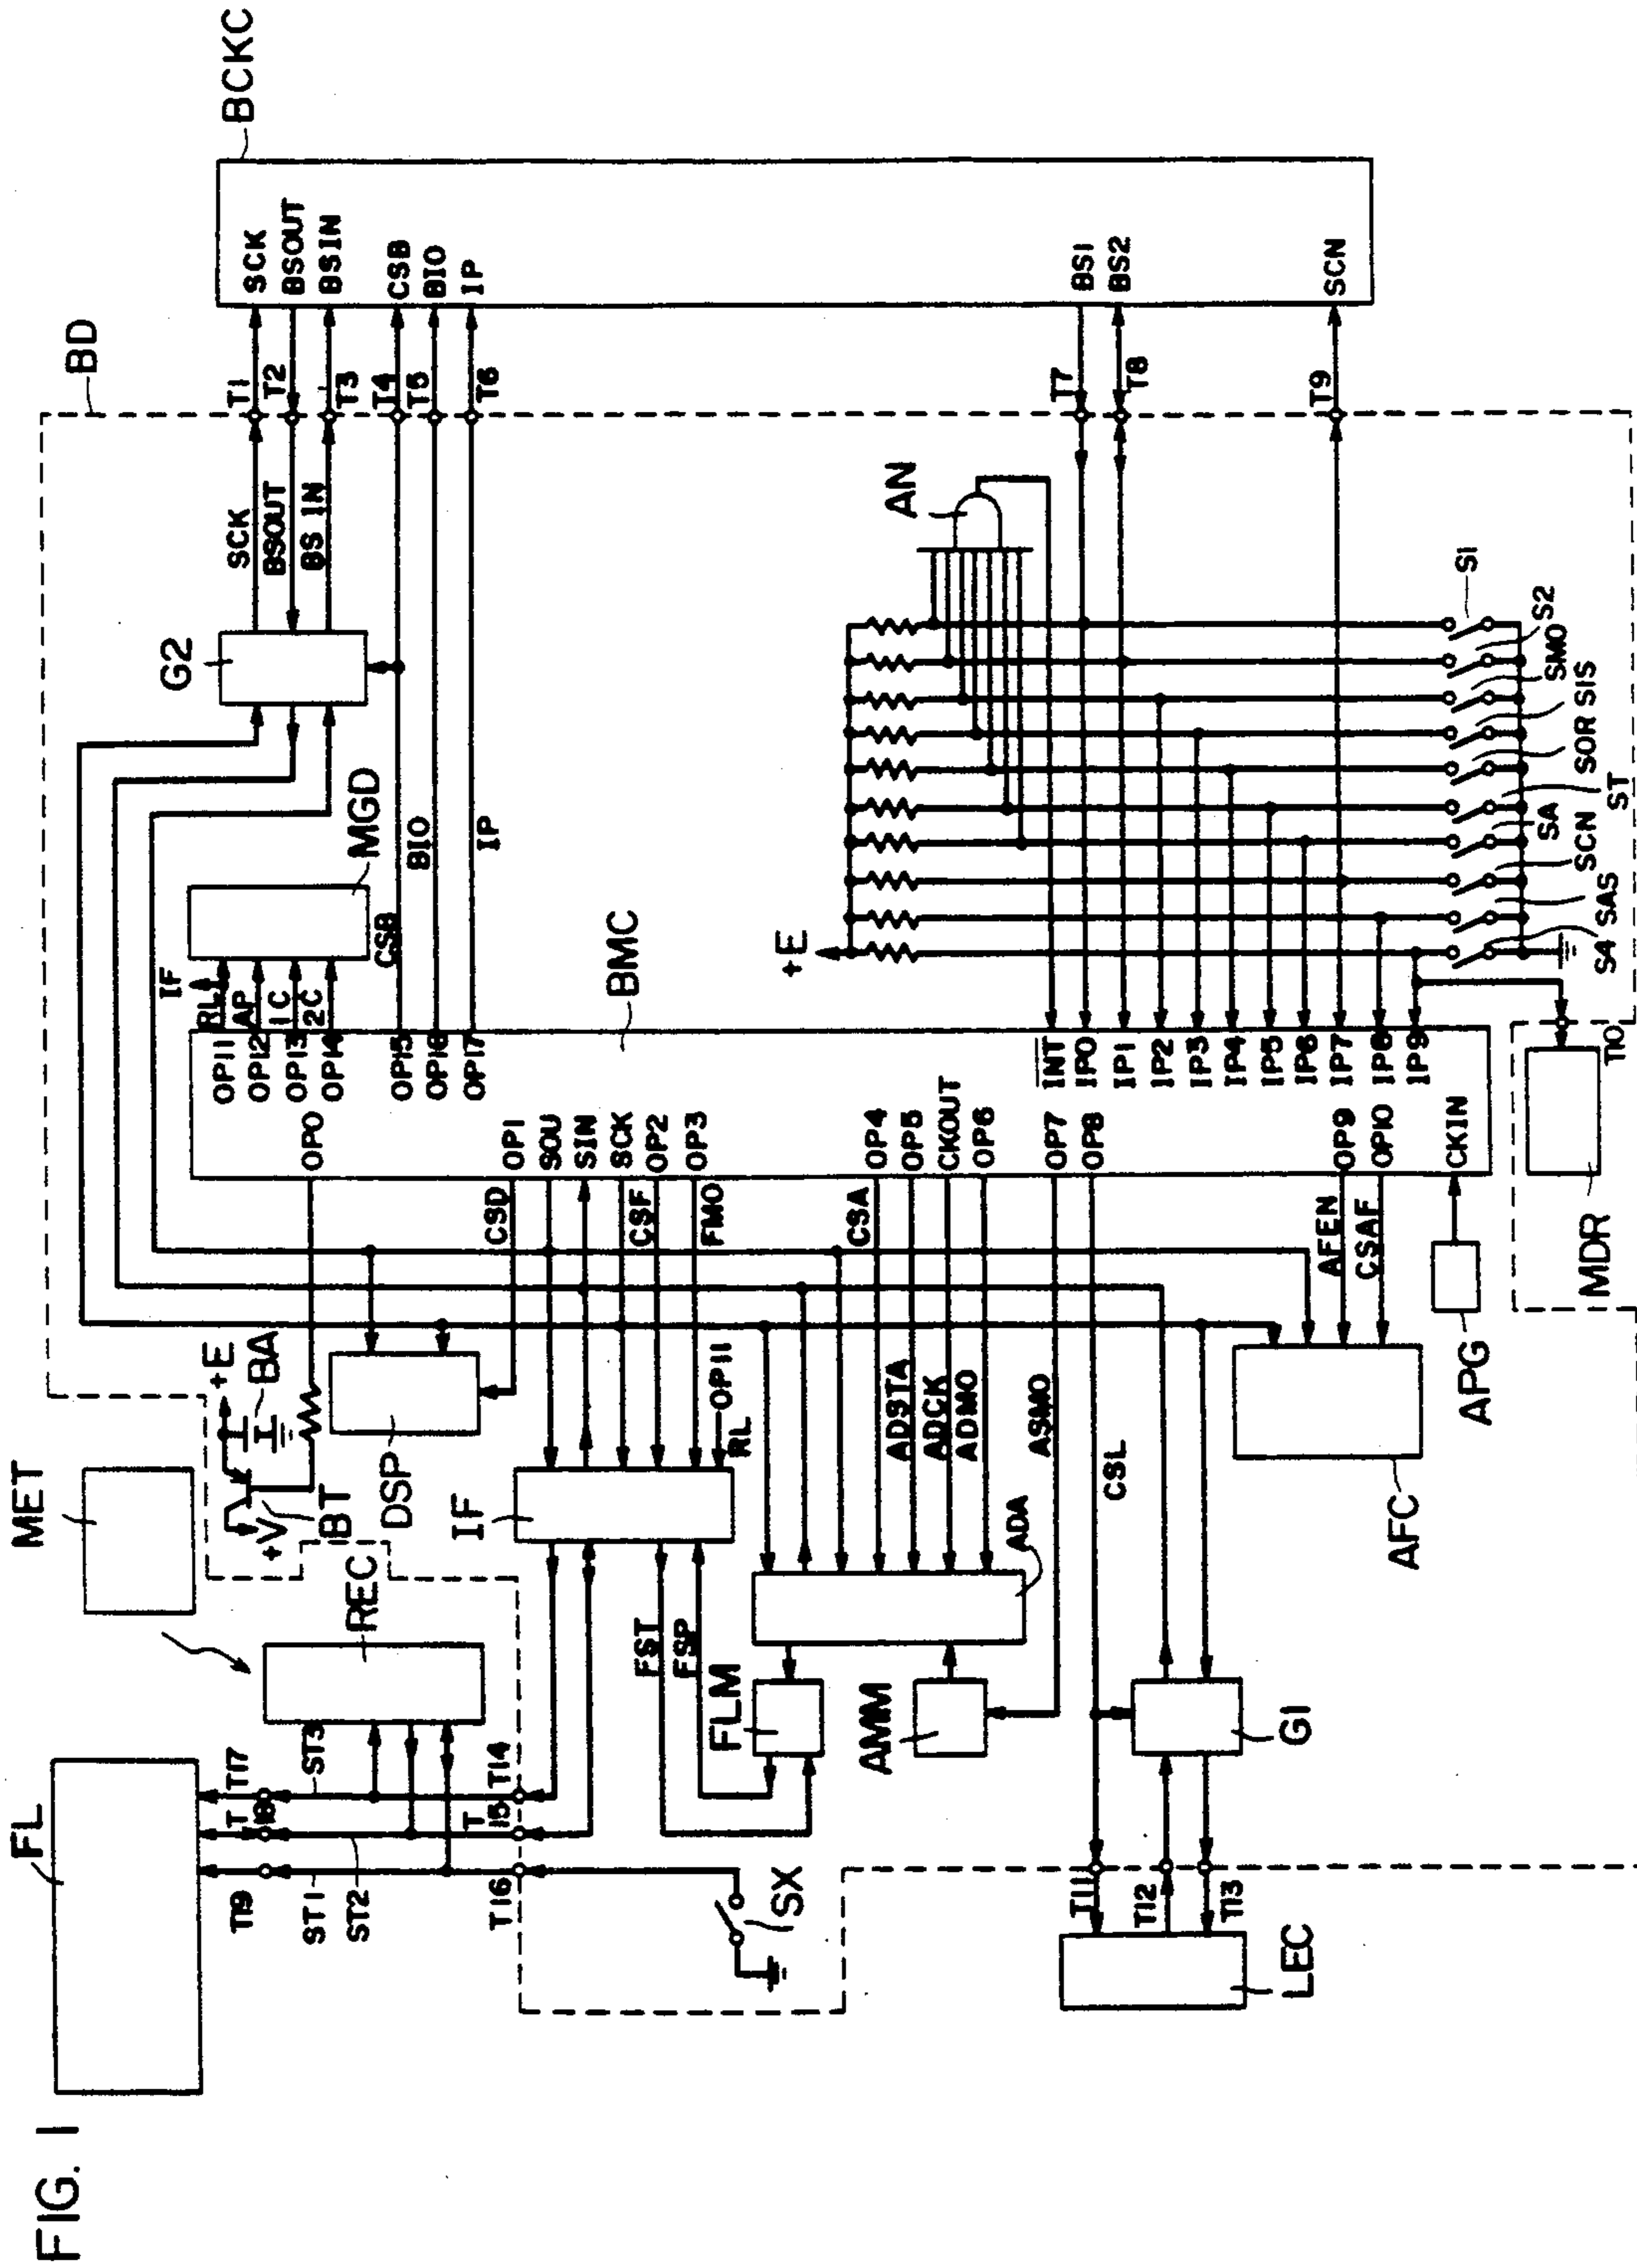 FIG. 1
FL
MET
BD
BCKC
T19
T18
T17
ST1
ST2
ST3
REC
T16
T15
T14
SX
+V
+E
BT
BA
DSP
IF
RL
OP11
FST
FSP
FLM
AMM
ADA
LEC
T11
T12
T13
G1
AFC
APG
MDR
T10
BMC
OP0
OP1
SOU
SIN
SCK
OP2
OP3
OP4
OP5
CKOUT
OP6
OP7
OP8
OP9
OP10
CKIN
CSD
CSF
FMO
CSA
ADSTA
ADCK
ADMO
ASMO
CSL
AFEN
CSAF
OP11
OP12
OP13
OP14
OP15
OP16
OP17
IF
RL
AP
1C
2C
CSB
BIO
IP
MGD
G2
SCK
BSOUT
BS IN
T1
T2
T3
T4
T5
T6
SCK
BSOUT
BSIN
CSB
BIO
IP
INT
IP0
IP1
IP2
IP3
IP4
IP5
IP6
IP7
IP8
IP9
+E
AN
T7
T8
T9
BS1
BS2
SCN
S1
S2
SMO
SIS
SOR
ST
SA
SCN
SAS
S4